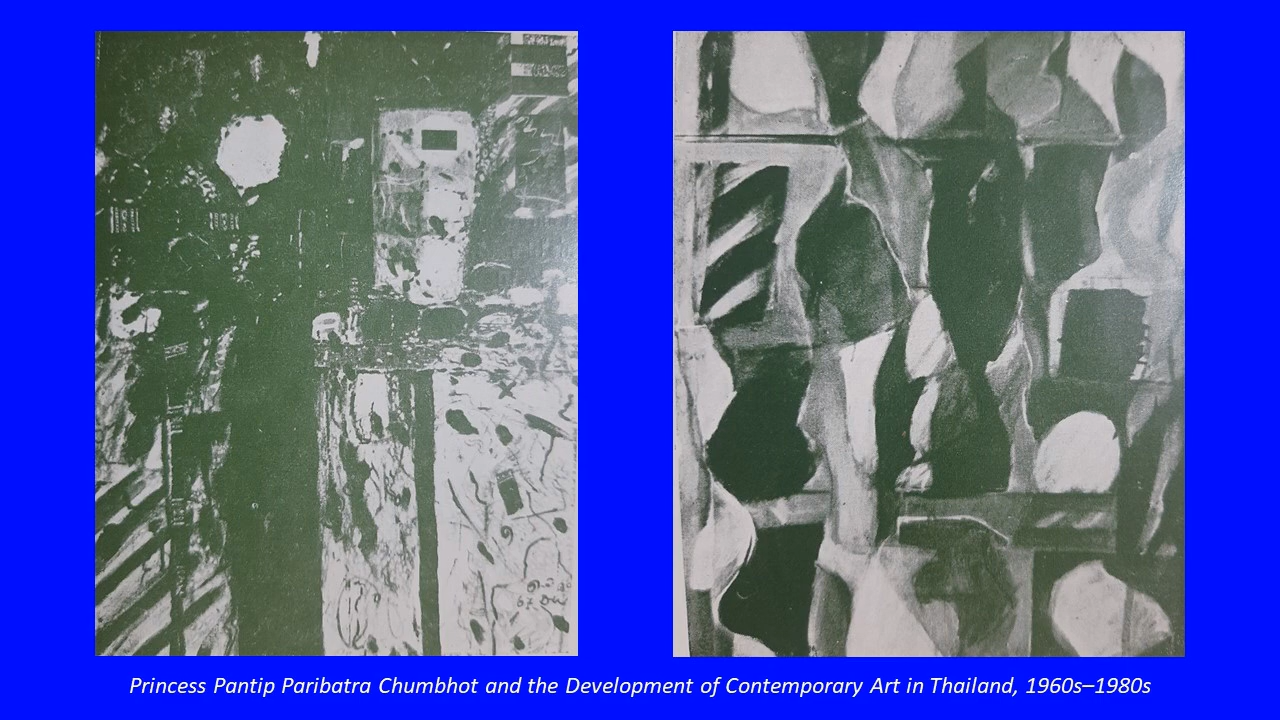 Princess Pantip Paribatra Chumbhot and the Development of Contemporary Art in Thailand, 1960s–1980s